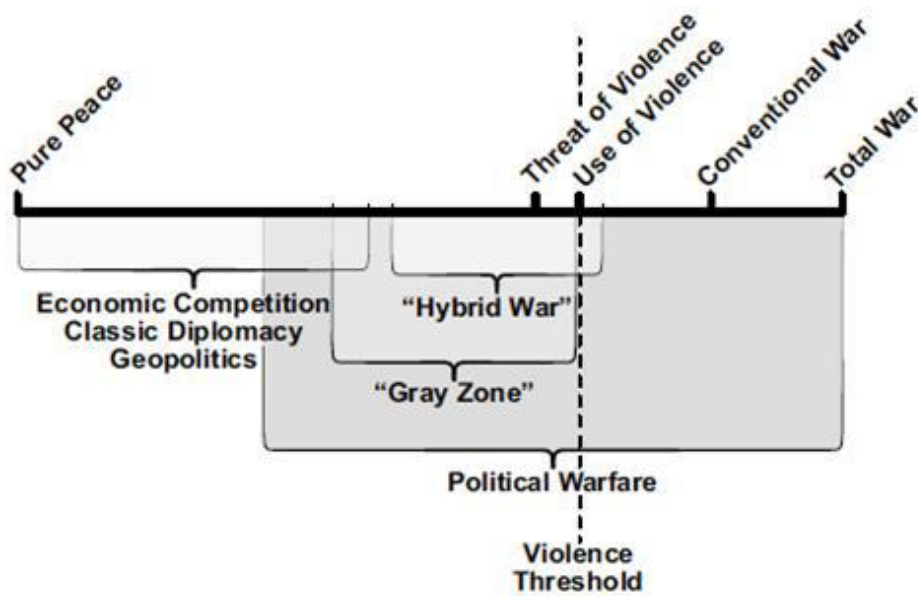 Pure Peace
Threat of Violence
Use of Violence
Conventional War
Total War
Economic Competition
Classic Diplomacy
Geopolitics
“Hybrid War”
“Gray Zone”
Political Warfare
Violence
Threshold